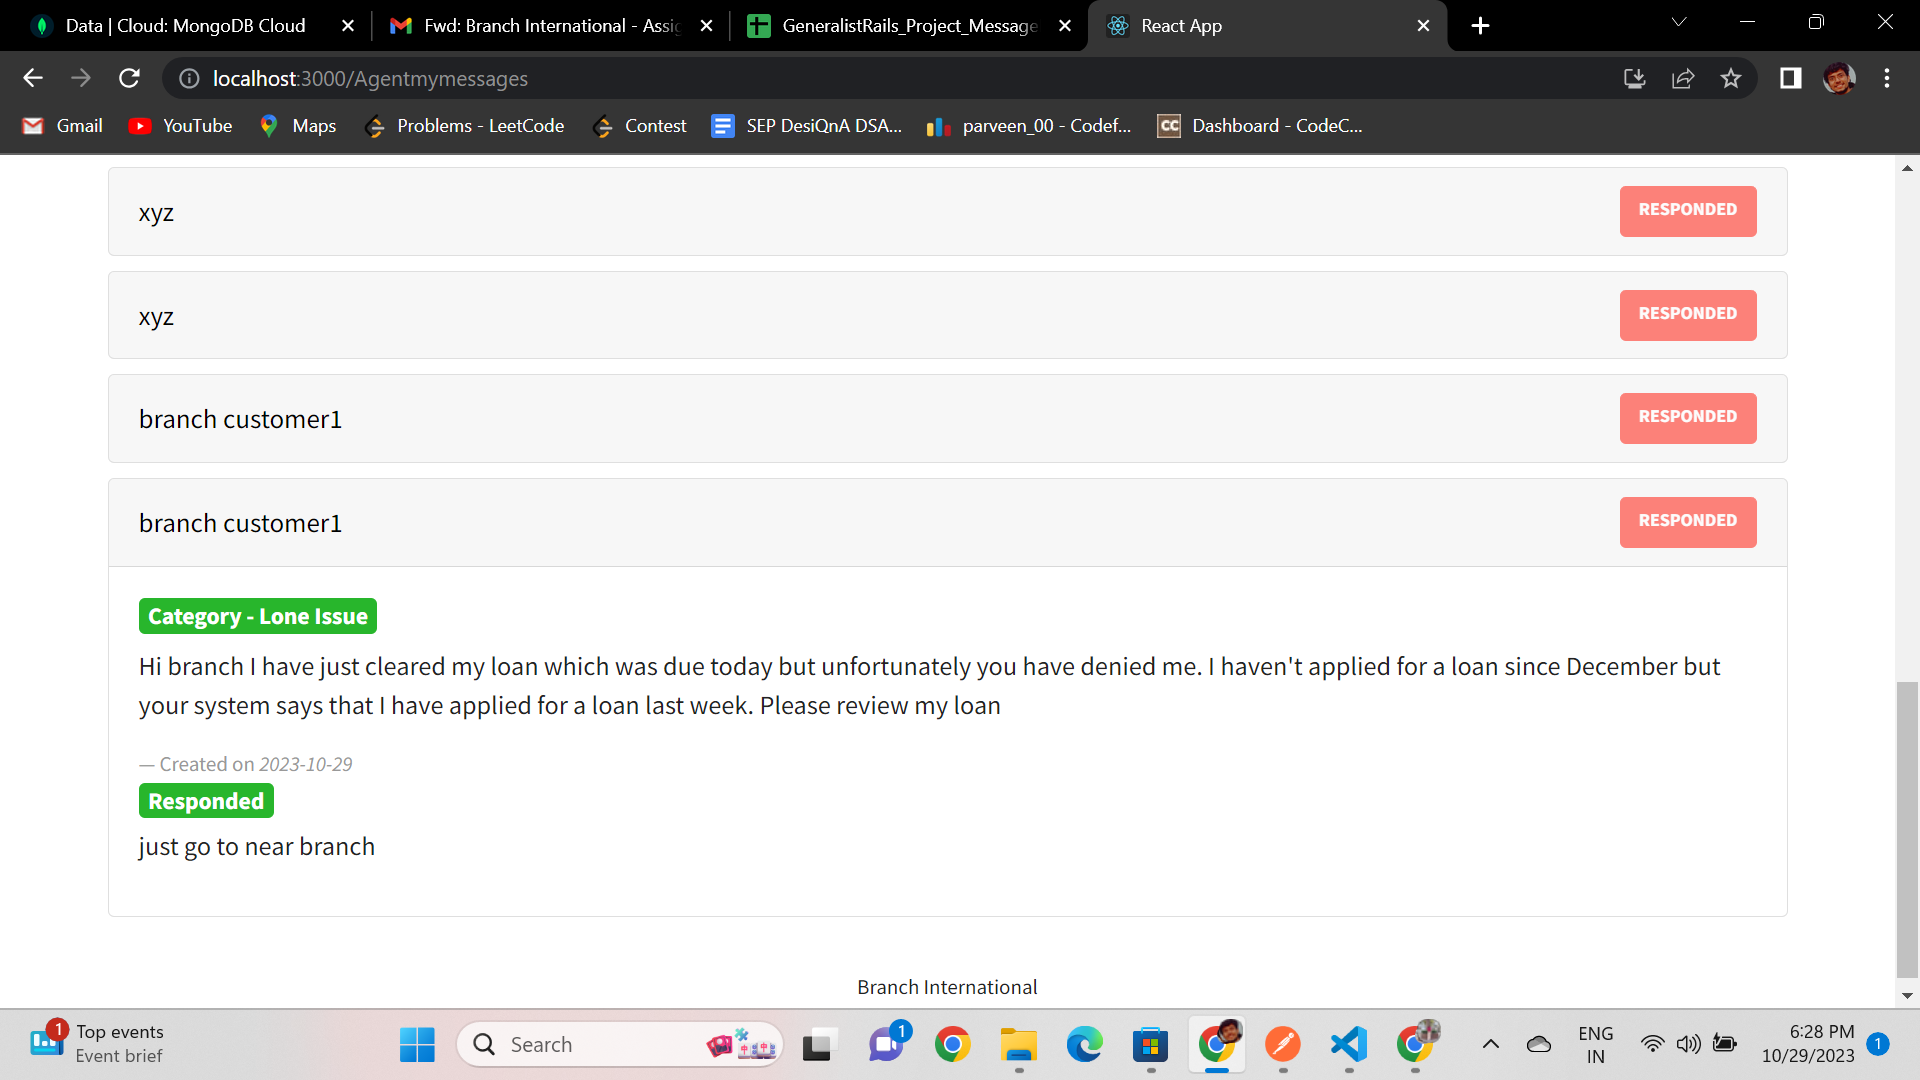 Data | Cloud: MongoDB Cloud
Fwd: Branch International - Assig
GeneralistRails_Project_Message
React App
localhost:3000/Agentmymessages
Gmail
YouTube
Maps
Problems - LeetCode
Contest
SEP DesiQnA DSA...
parveen_00 - Codef...
CC
Dashboard - CodeC...
xyz
RESPONDED
xyz
RESPONDED
branch customer1
RESPONDED
branch customer1
RESPONDED
Category - Lone Issue
Hi branch I have just cleared my loan which was due today but unfortunately you have denied me. I haven't applied for a loan since December but
your system says that I have applied for a loan last week. Please review my loan
— Created on 2023-10-29
Responded
just go to near branch
Branch International
1
Top events
Event brief
Search
1
ENG
IN
6:28 PM
10/29/2023
1